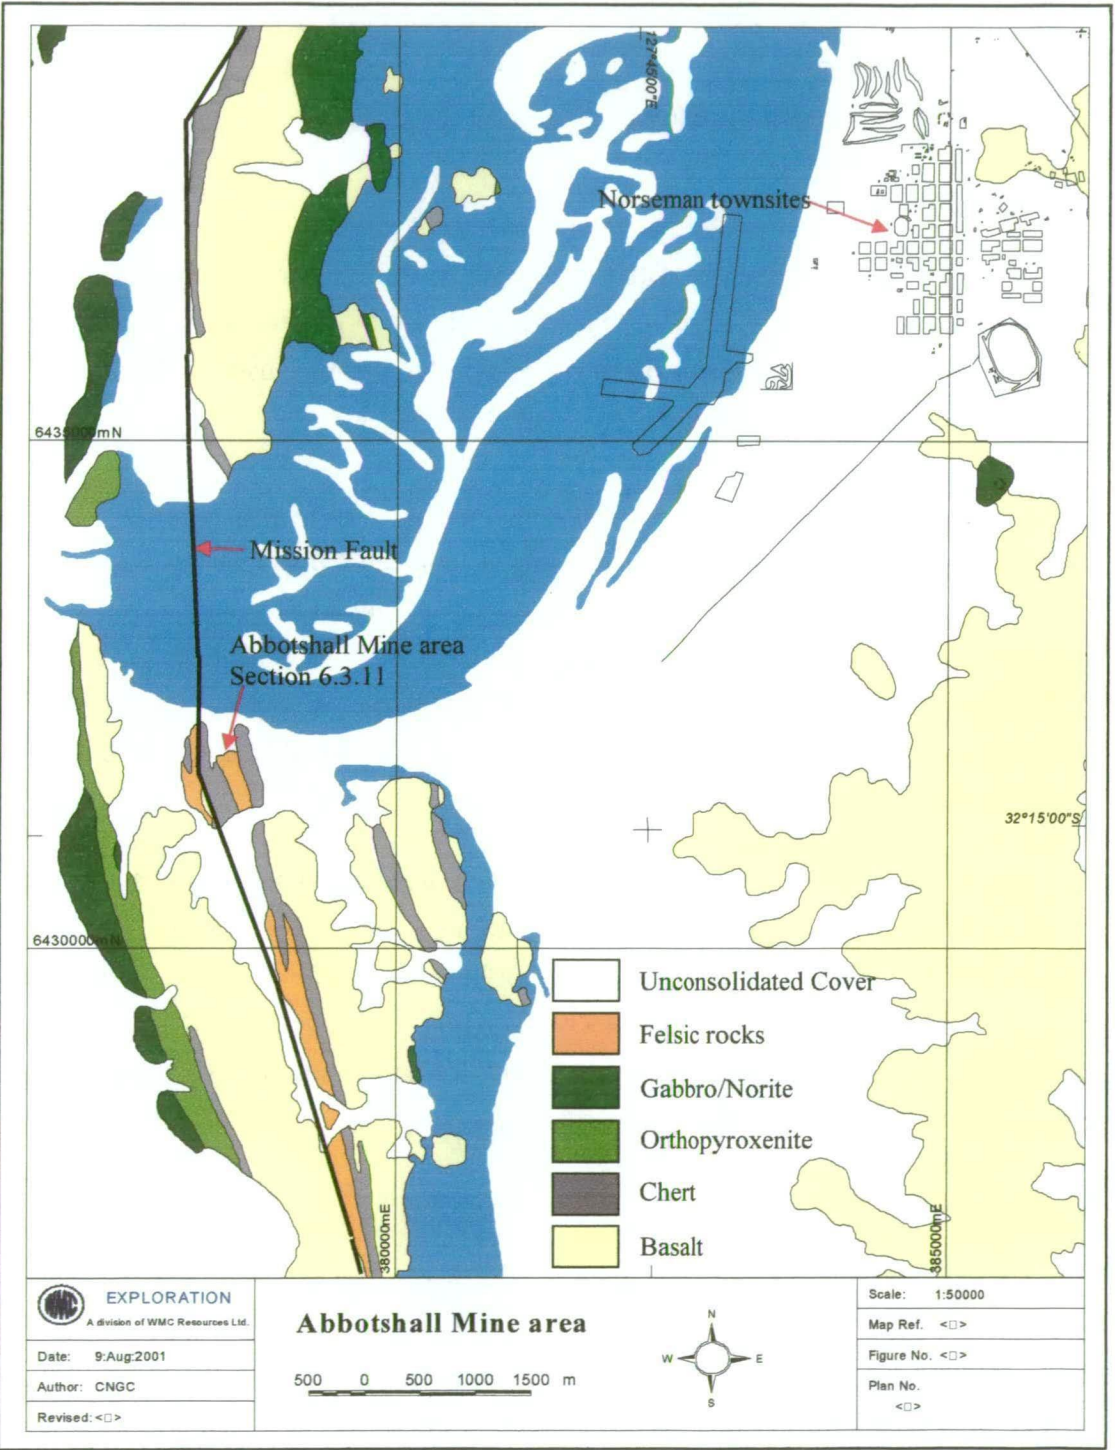 127°45'00"E
Norseman townsites
6435000mN
Mission Fault
Abbotshall Mine area
Section 6.3.11
32°15'00"S
6430000mN
Unconsolidated Cover
Felsic rocks
Gabbro/Norite
Orthopyroxenite
Chert
Basalt
380000mE
385000mE
WMC
EXPLORATION
A division of WMC Resources Ltd.
Date: 9:Aug:2001
Author: CNGC
Revised: <□>
Abbotshall Mine area
500 0 500 1000 1500 m
N
W E
S
Scale: 1:50000
Map Ref. <□>
Figure No. <□>
Plan No.
<□>